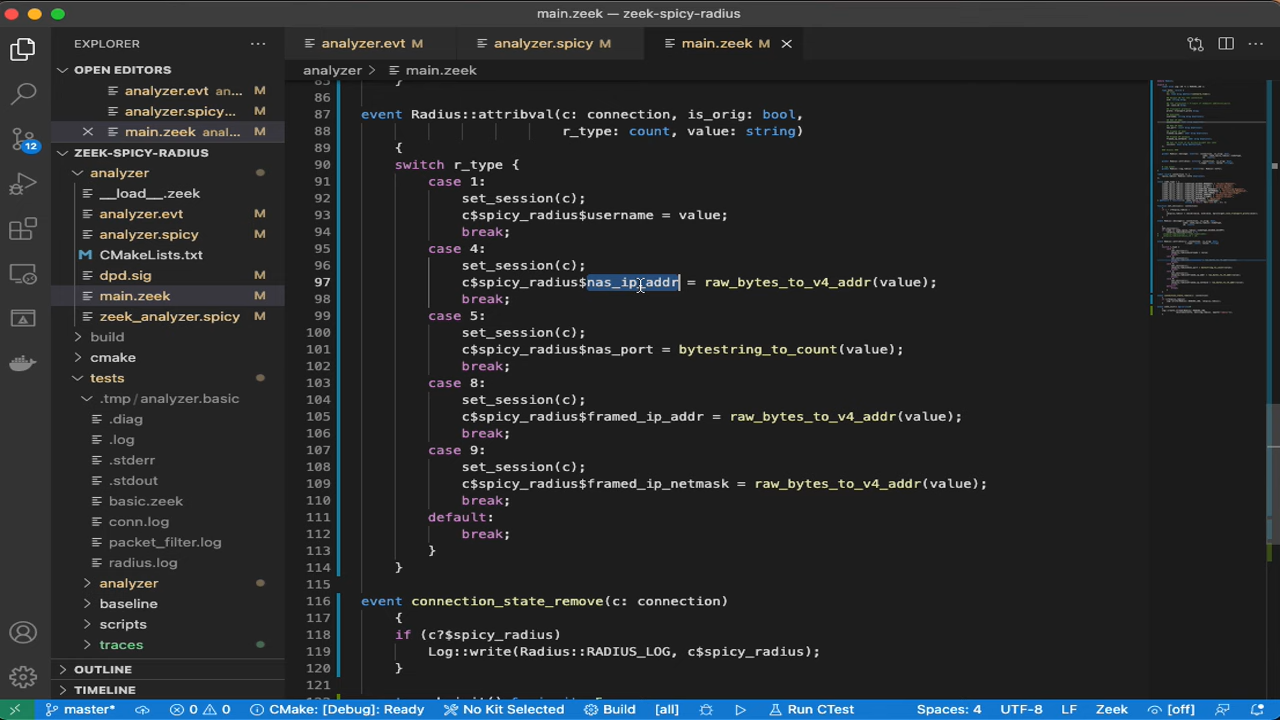 main.zeek — zeek-spicy-radius
EXPLORER
analyzer.evt M
analyzer.spicy M
main.zeek M
analyzer > main.zeek
OPEN EDITORS
analyzer.evt an... M
analyzer.spicy... M
main.zeek anal... M
ZEEK-SPICY-RADIUS
analyzer
__load__.zeek
analyzer.evt M
analyzer.spicy M
CMakeLists.txt
dpd.sig M
main.zeek M
zeek_analyzer.spicy M
build
cmake
tests
.tmp/analyzer.basic
.diag
.log
.stderr
.stdout
basic.zeek
conn.log
packet_filter.log
radius.log
analyzer
baseline
scripts
traces
OUTLINE
TIMELINE
12
85 }
86
87 event Radius::attribval(c: connection, is_orig: bool,
88 r_type: count, value: string)
89 {
90 switch r_type {
91 case 1:
92 set_session(c);
93 c$spicy_radius$username = value;
94 break;
95 case 4:
96 set_session(c);
97 c$spicy_radius$nas_ip_addr = raw_bytes_to_v4_addr(value);
98 break;
99 case 5:
100 set_session(c);
101 c$spicy_radius$nas_port = bytestring_to_count(value);
102 break;
103 case 8:
104 set_session(c);
105 c$spicy_radius$framed_ip_addr = raw_bytes_to_v4_addr(value);
106 break;
107 case 9:
108 set_session(c);
109 c$spicy_radius$framed_ip_netmask = raw_bytes_to_v4_addr(value);
110 break;
111 default:
112 break;
113 }
114 }
115
116 event connection_state_remove(c: connection)
117 {
118 if (c?$spicy_radius)
119 Log::write(Radius::RADIUS_LOG, c$spicy_radius);
120 }
121
master* 0 0 CMake: [Debug]: Ready No Kit Selected Build [all] Run CTest Spaces: 4 UTF-8 LF Zeek [off]